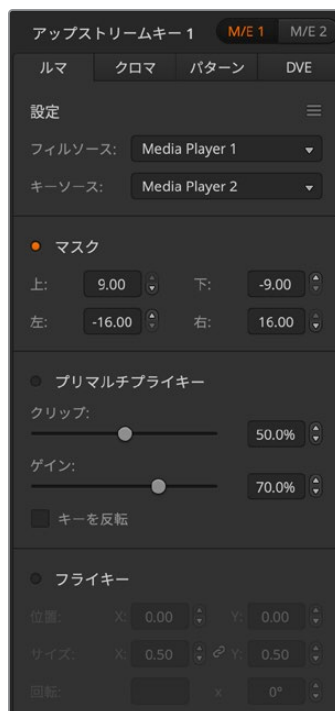 アップストリームキー 1 M/E 1 M/E 2
ルマ クロマ パターン DVE
設定
フィルソース: Media Player 1
キーソース: Media Player 2
マスク
上: 9.00 下: -9.00
左: -16.00 右: 16.00
プリマルチプライキー
クリップ:
50.0%
ゲイン:
70.0%
キーを反転
フライキー
位置: X: 0.00 Y: 0.00
サイズ: X: 0.50 Y: 0.50
回転: x 0°